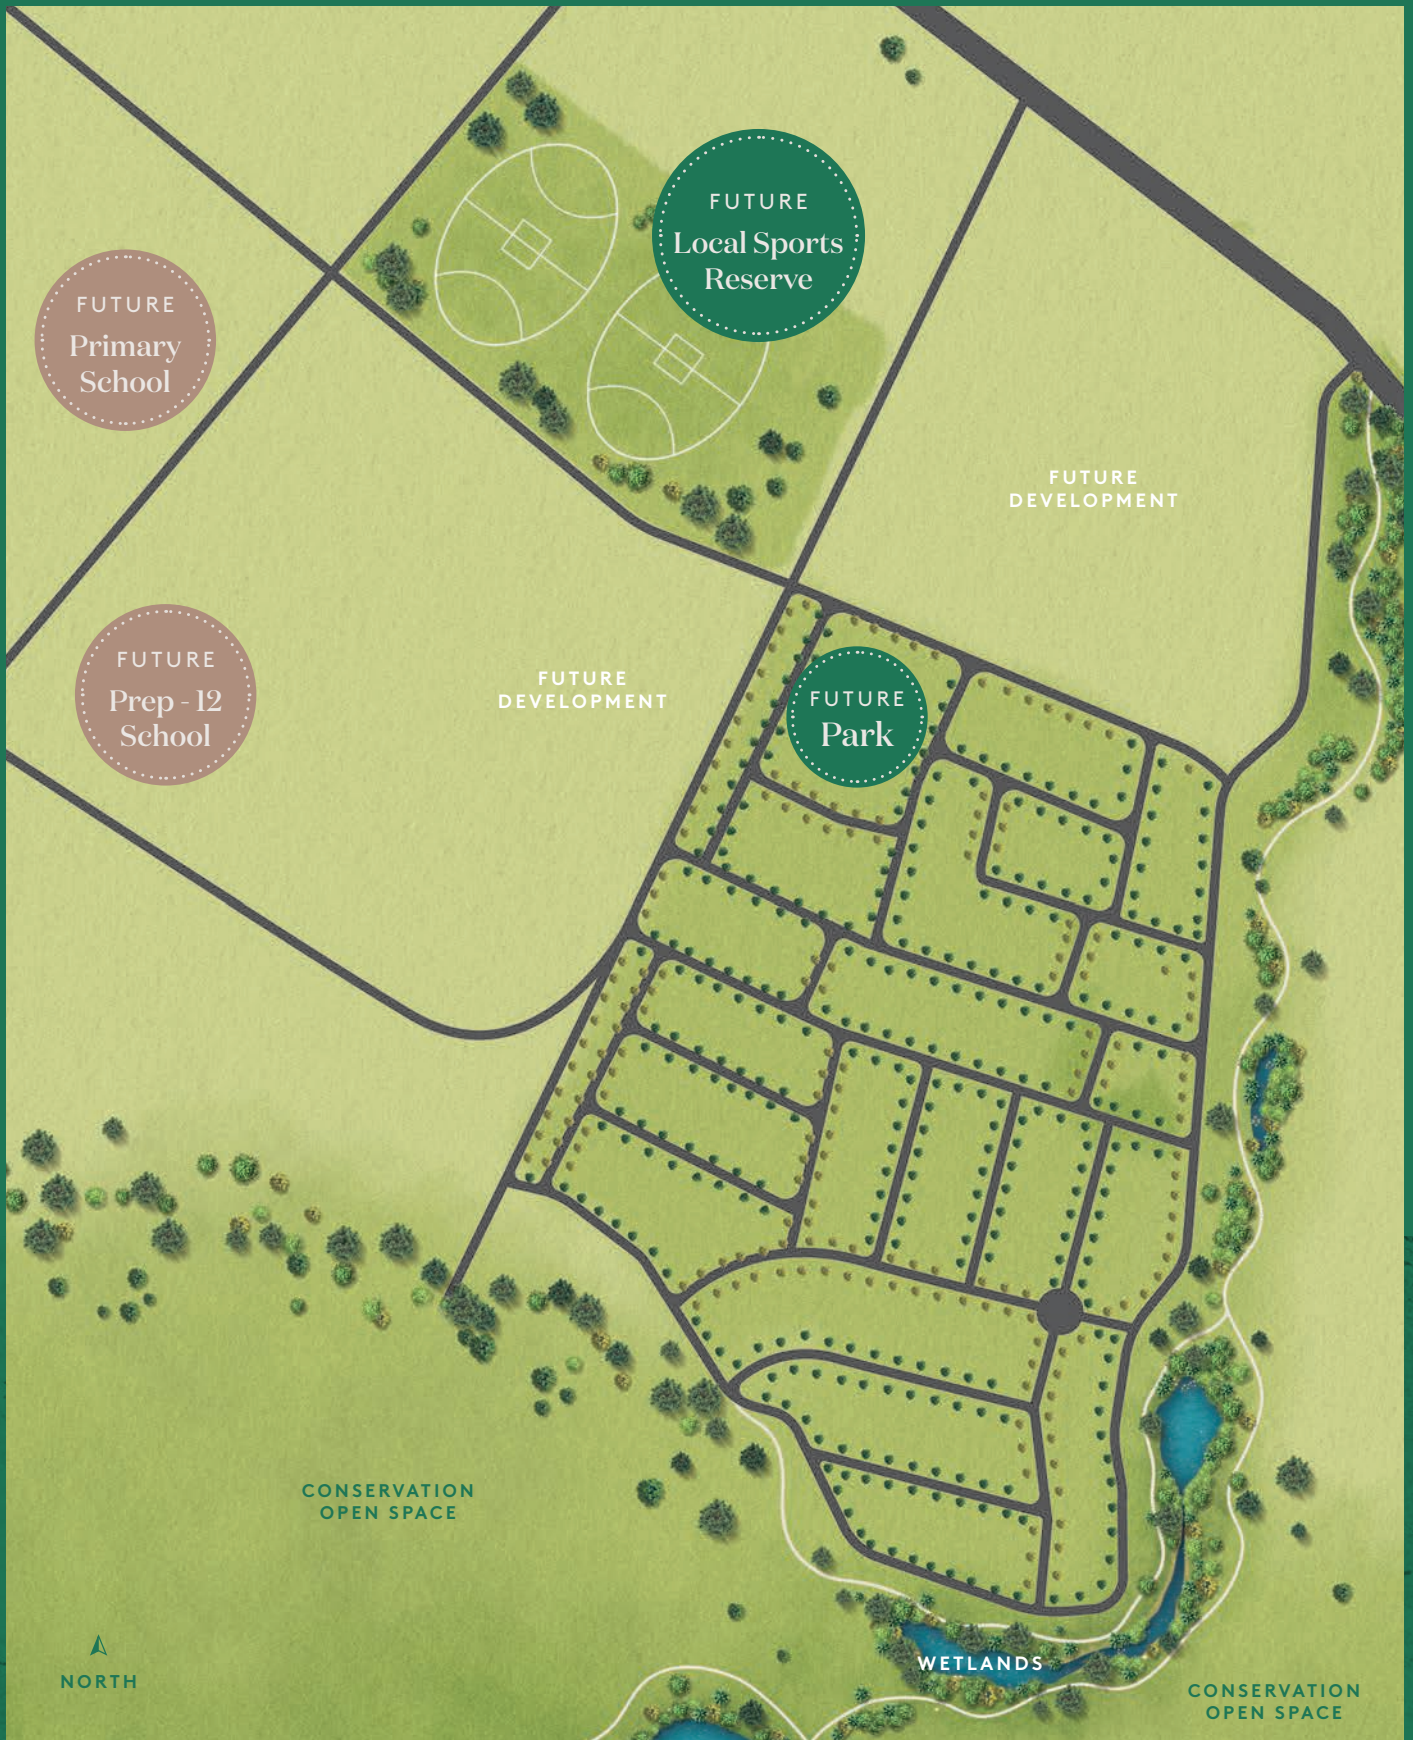 FUTURE
Local Sports
Reserve
FUTURE
Primary
School
FUTURE
DEVELOPMENT
FUTURE
Prep - 12
School
FUTURE
DEVELOPMENT
FUTURE
Park
CONSERVATION
OPEN SPACE
NORTH
WETLANDS
CONSERVATION
OPEN SPACE